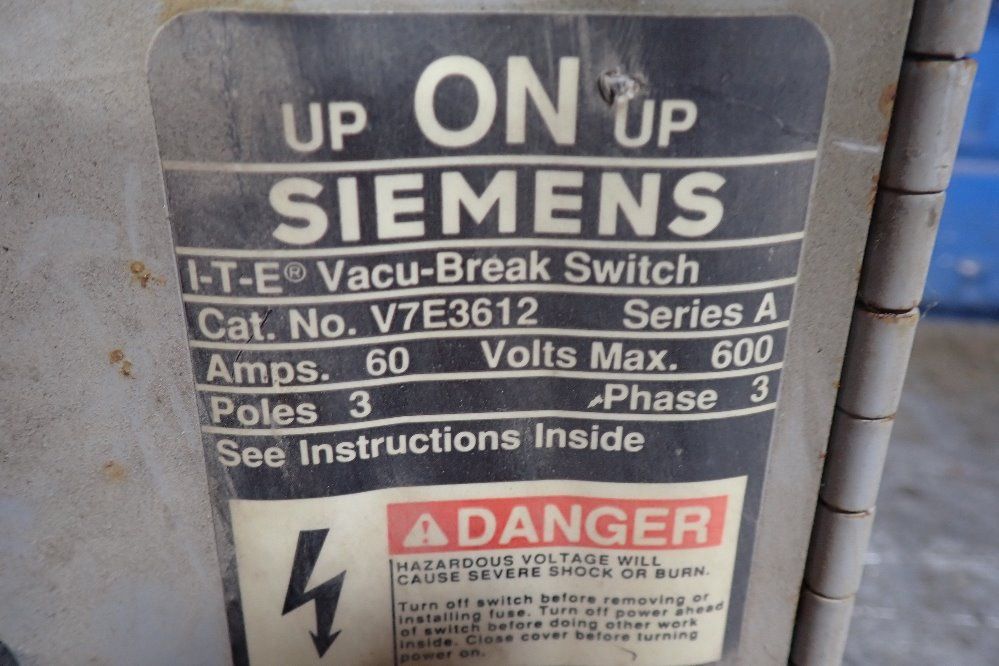 UP ON UP
SIEMENS
I-T-E® Vacu-Break Switch
Cat. No. V7E3612 Series A
Amps. 60 Volts Max. 600
Poles 3 Phase 3
See Instructions Inside
DANGER
HAZARDOUS VOLTAGE WILL
CAUSE SEVERE SHOCK OR BURN.
Turn off switch before removing or
installing fuse. Turn off power ahead
of switch before doing other work
inside. Close cover before turning
power on.